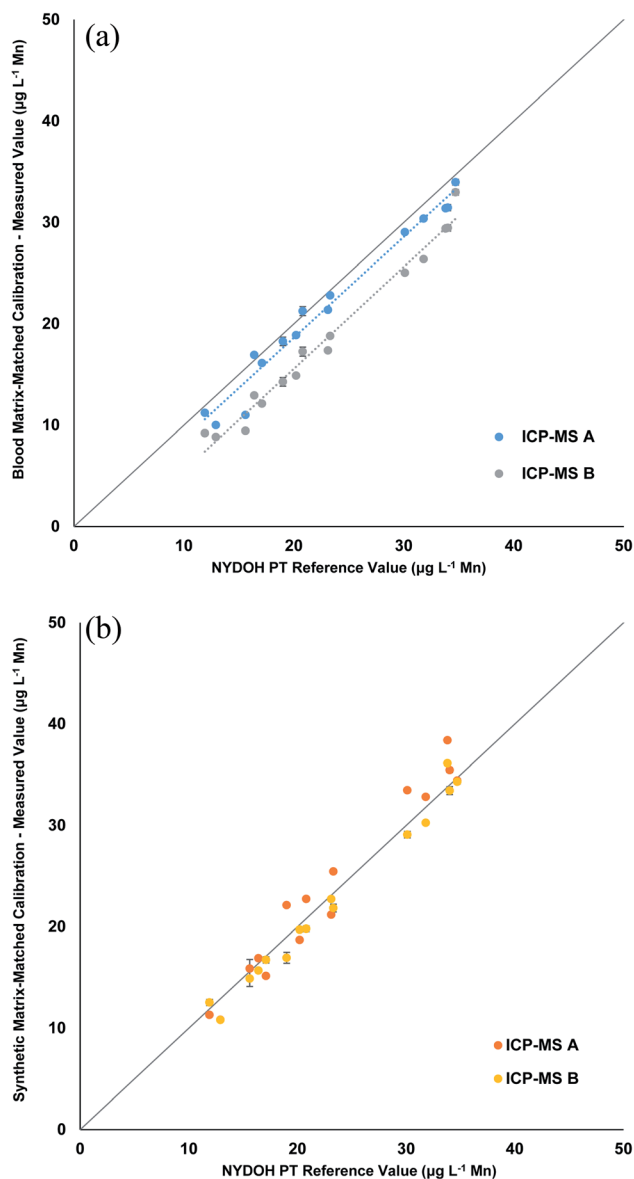 (a)
Blood Matrix-Matched Calibration - Measured Value (µg L⁻¹ Mn)
50
40
30
20
10
0
ICP-MS A
ICP-MS B
0 10 20 30 40 50
NYDOH PT Reference Value (µg L⁻¹ Mn)
(b)
Synthetic Matrix-Matched Calibration - Measured Value (µg L⁻¹ Mn)
50
40
30
20
10
0
ICP-MS A
ICP-MS B
0 10 20 30 40 50
NYDOH PT Reference Value (µg L⁻¹ Mn)